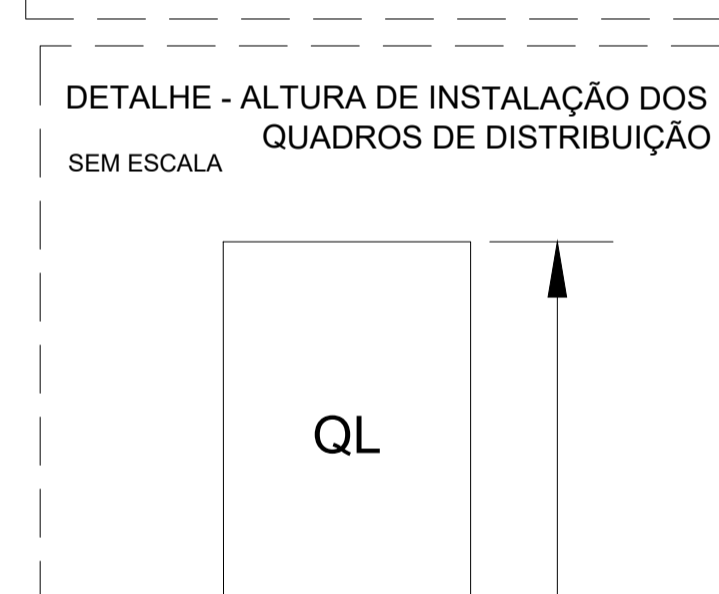 DETALHE - ALTURA DE INSTALAÇÃO DOS
QUADROS DE DISTRIBUIÇÃO
SEM ESCALA
QL